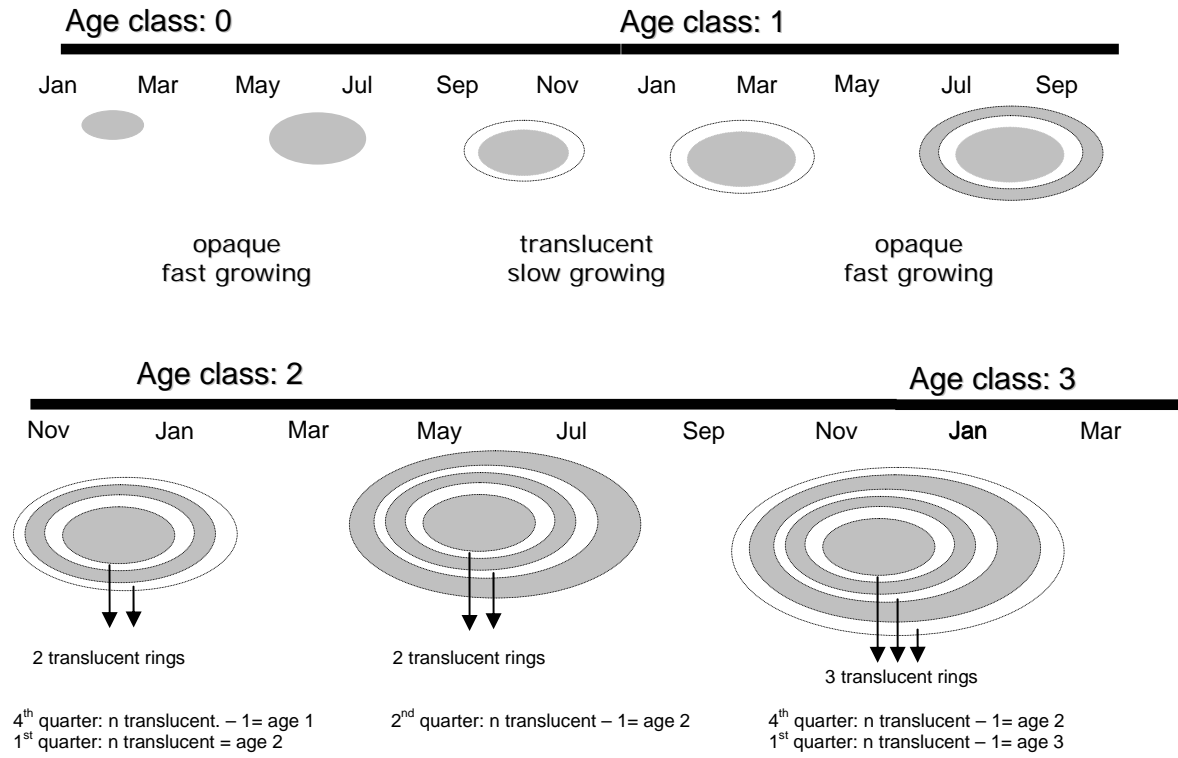 Age class: 0 Age class: 1
Jan Mar May Jul Sep Nov Jan Mar May Jul Sep
opaque translucent opaque
fast growing slow growing fast growing
Age class: 2 Age class: 3
Nov Jan Mar May Jul Sep Nov Jan Mar
2 translucent rings 2 translucent rings 3 translucent rings
4th quarter: n translucent. – 1= age 1 2nd quarter: n translucent – 1= age 2 4th quarter: n translucent – 1= age 2
1st quarter: n translucent = age 2 1st quarter: n translucent – 1= age 3